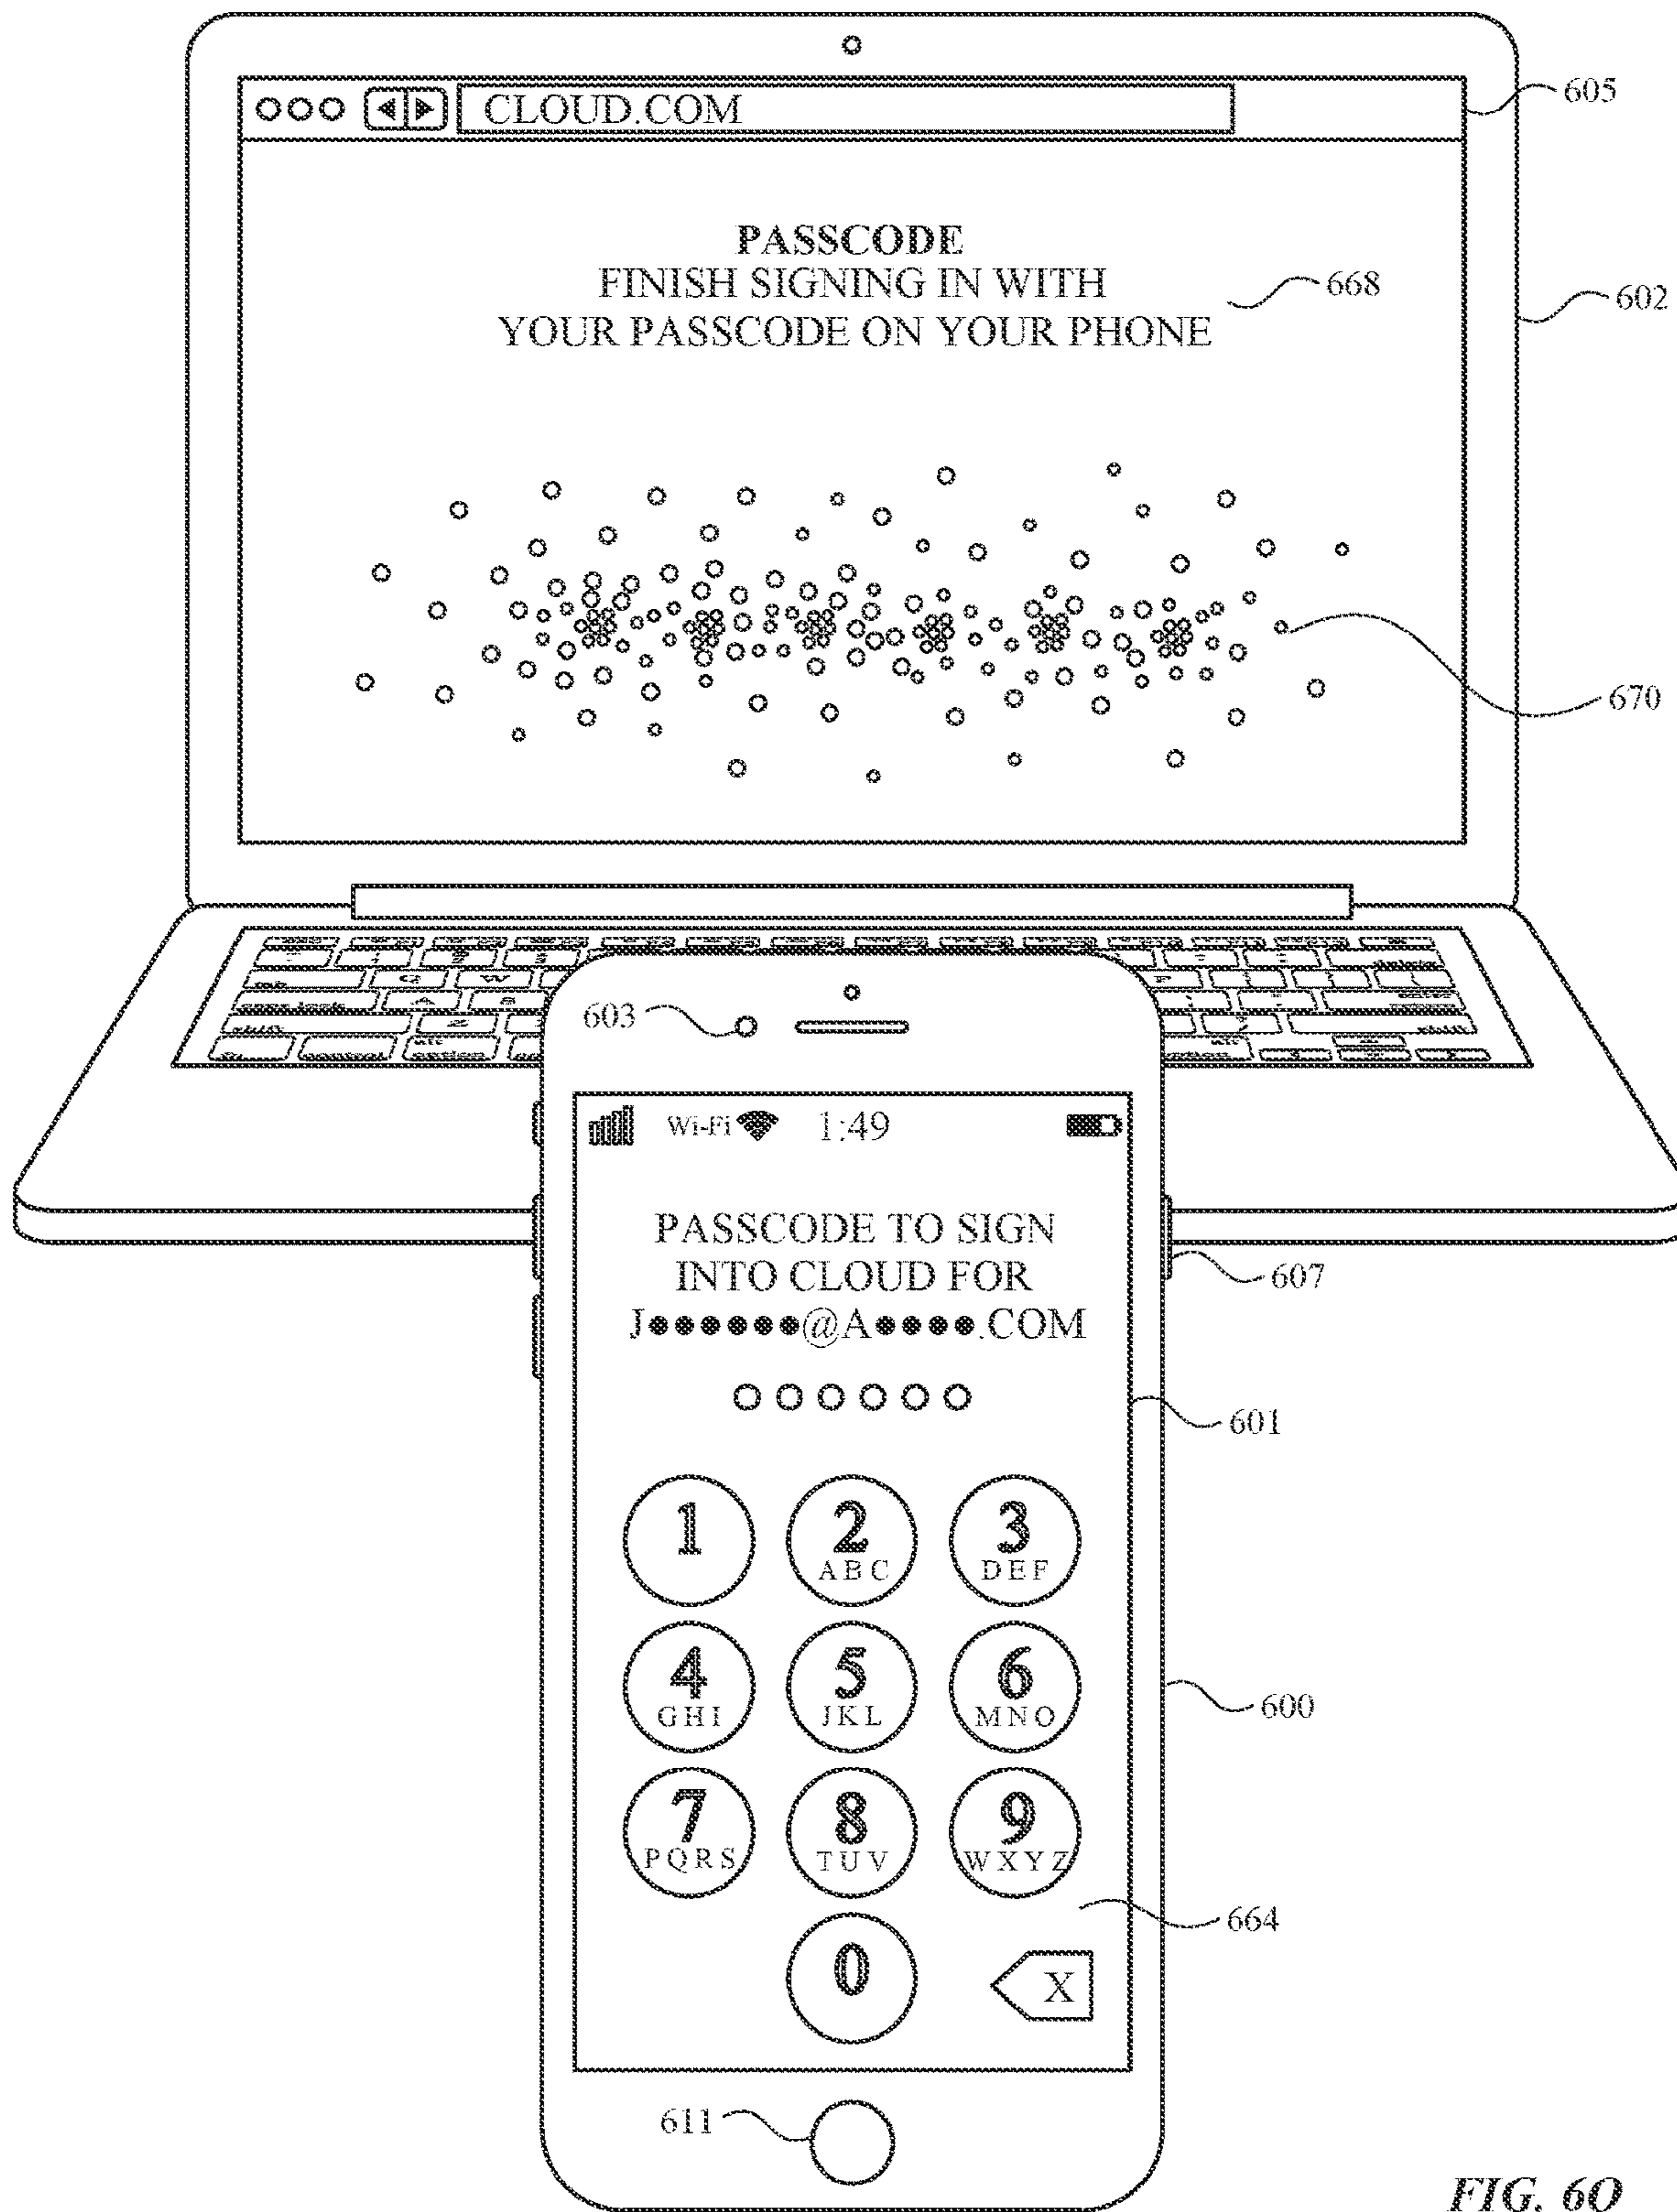 CLOUD.COM
605
PASSCODE
FINISH SIGNING IN WITH
YOUR PASSCODE ON YOUR PHONE
668
602
670
603
Wi-Fi 1:49
PASSCODE TO SIGN
INTO CLOUD FOR
J●●●●●●@A●●●●.COM
607
601
1 2 3
ABC DEF
4 5 6
GHI JKL MNO
600
7 8 9
PQRS TUV WXYZ
664
0 X
611
FIG. 6O